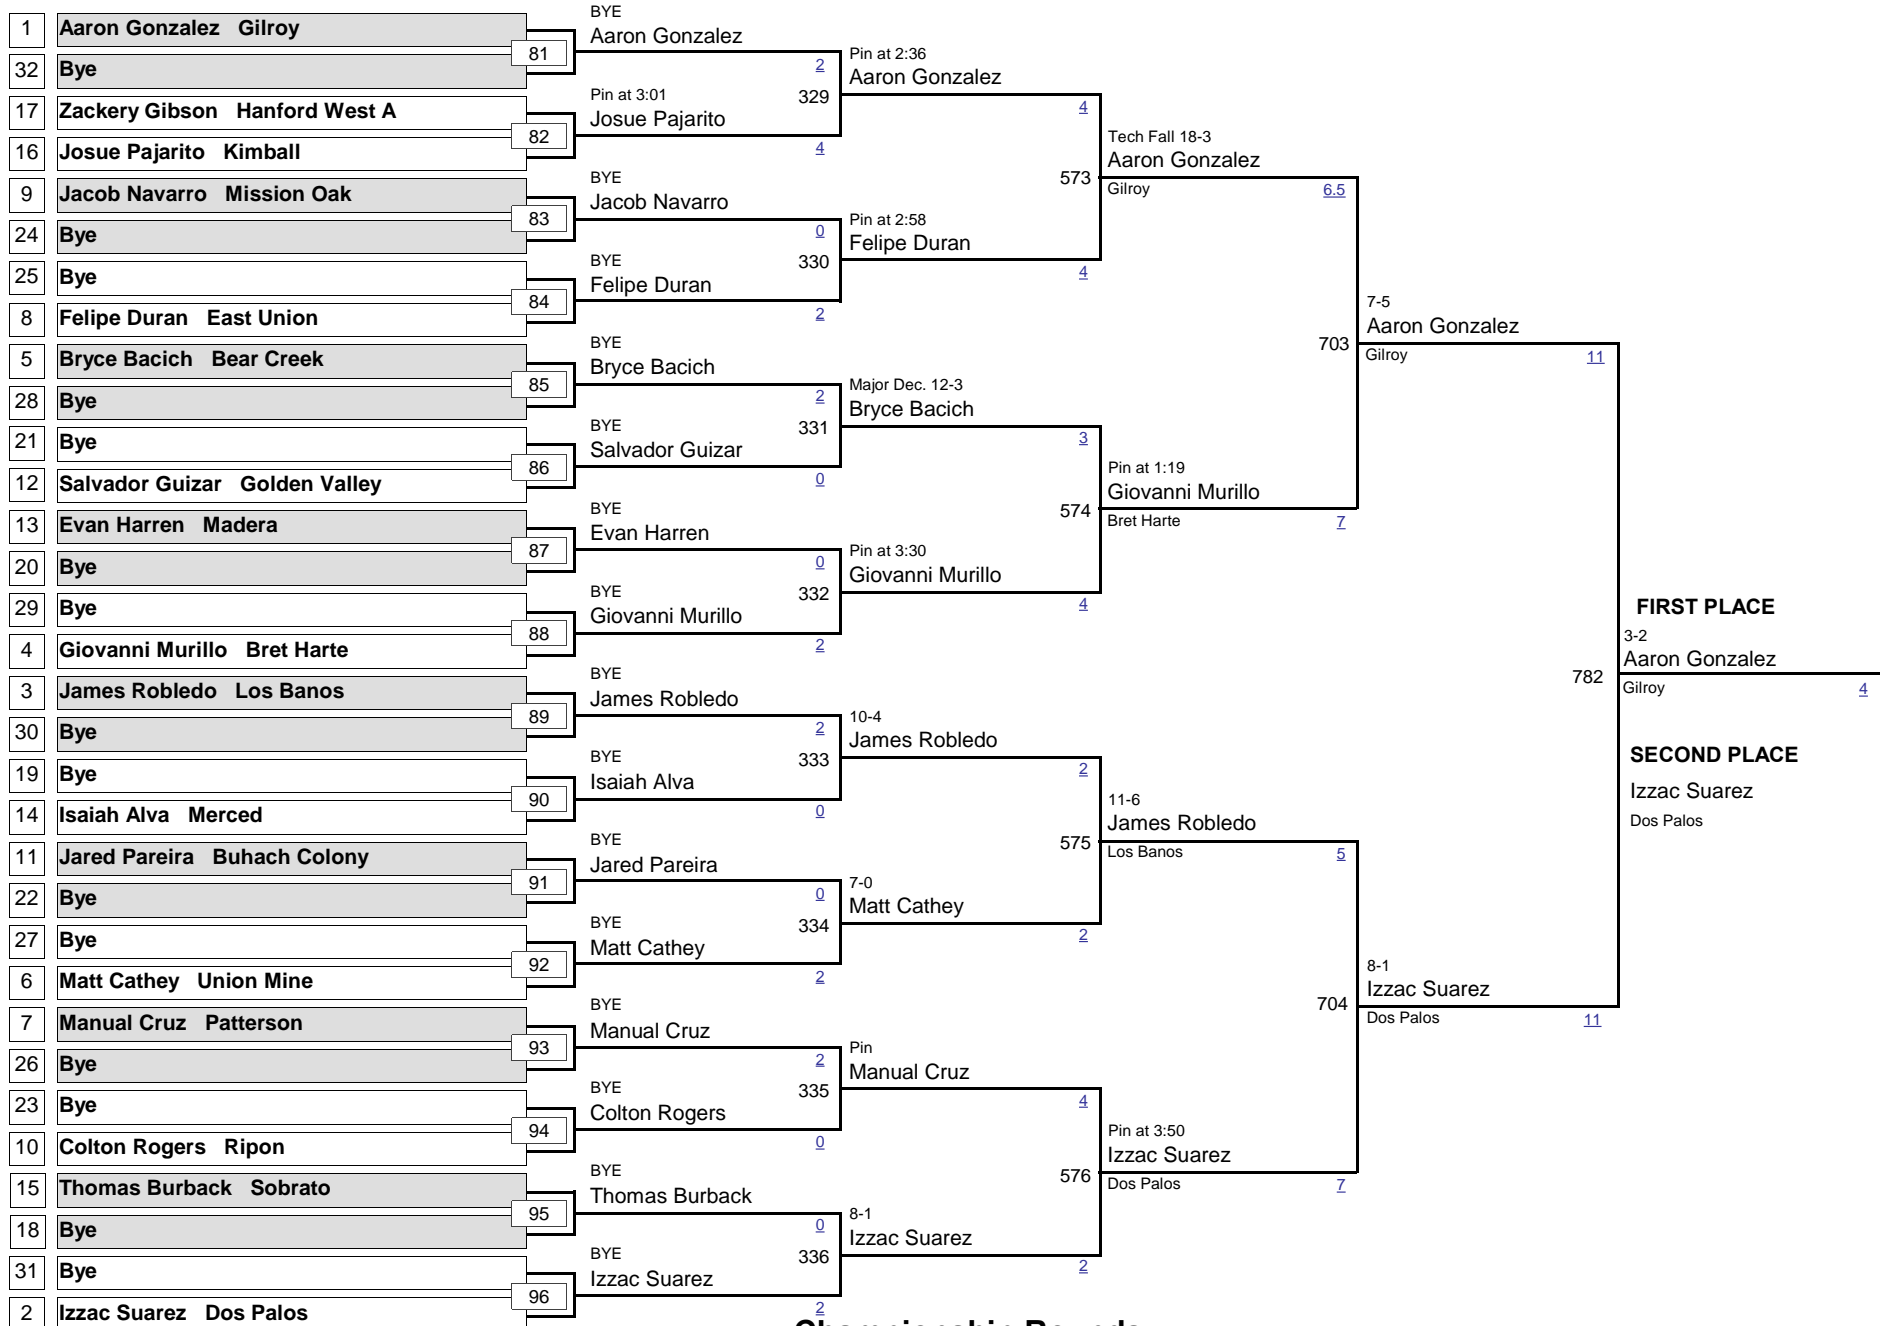 1 Aaron Gonzalez Gilroy
32 Bye
17 Zackery Gibson Hanford West A
16 Josue Pajarito Kimball
9 Jacob Navarro Mission Oak
24 Bye
25 Bye
8 Felipe Duran East Union
5 Bryce Bacich Bear Creek
28 Bye
21 Bye
12 Salvador Guizar Golden Valley
13 Evan Harren Madera
20 Bye
29 Bye
4 Giovanni Murillo Bret Harte
3 James Robledo Los Banos
30 Bye
19 Bye
14 Isaiah Alva Merced
11 Jared Pareira Buhach Colony
22 Bye
27 Bye
6 Matt Cathey Union Mine
7 Manual Cruz Patterson
26 Bye
23 Bye
10 Colton Rogers Ripon
15 Thomas Burback Sobrato
18 Bye
31 Bye
2 Izzac Suarez Dos Palos
81
82
83
84
85
86
87
88
89
90
91
92
93
94
95
96
BYE
Aaron Gonzalez
2
Pin at 3:01
329
Josue Pajarito
4
BYE
Jacob Navarro
0
BYE
330
Felipe Duran
2
BYE
Bryce Bacich
2
BYE
331
Salvador Guizar
0
BYE
Evan Harren
0
BYE
332
Giovanni Murillo
2
BYE
James Robledo
2
BYE
333
Isaiah Alva
0
BYE
Jared Pareira
0
BYE
334
Matt Cathey
2
BYE
Manual Cruz
2
BYE
335
Colton Rogers
0
BYE
Thomas Burback
0
BYE
336
Izzac Suarez
2
Pin at 2:36
Aaron Gonzalez
4
573
Pin at 2:58
Felipe Duran
4
Major Dec. 12-3
Bryce Bacich
3
574
Pin at 3:30
Giovanni Murillo
4
10-4
James Robledo
2
575
7-0
Matt Cathey
2
Pin
Manual Cruz
4
576
8-1
Izzac Suarez
2
Tech Fall 18-3
Aaron Gonzalez
Gilroy
6.5
703
Pin at 1:19
Giovanni Murillo
Bret Harte
7
11-6
James Robledo
Los Banos
5
704
Pin at 3:50
Izzac Suarez
Dos Palos
7
7-5
Aaron Gonzalez
Gilroy
11
782
8-1
Izzac Suarez
Dos Palos
11
FIRST PLACE
3-2
Aaron Gonzalez
Gilroy
4
SECOND PLACE
Izzac Suarez
Dos Palos
Championship Rounds